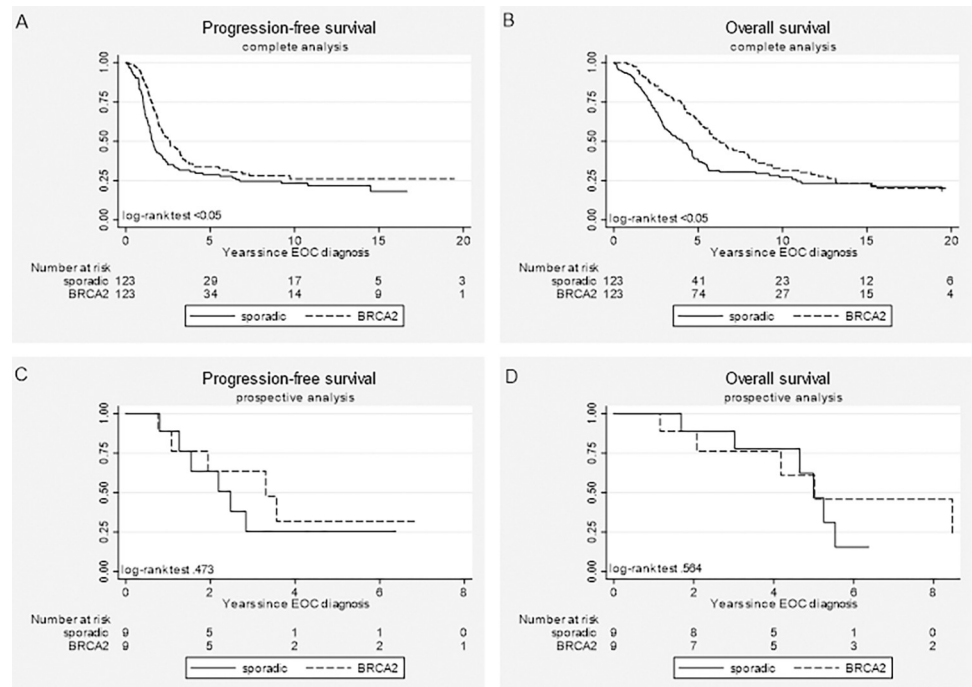 A
Progression-free survival
complete analysis
1.00
0.75
0.50
0.25
0.00
log-rank test <0.05
0 5 10 15 20
Years since EOC diagnosis
Number at risk
sporadic 123 29 17 5 3
BRCA2 123 34 14 9 1
sporadic BRCA2
B
Overall survival
complete analysis
1.00
0.75
0.50
0.25
0.00
log-rank test <0.05
0 5 10 15 20
Years since EOC diagnosis
Number at risk
sporadic 123 41 23 12 6
BRCA2 123 74 27 15 4
sporadic BRCA2
C
Progression-free survival
prospective analysis
1.00
0.75
0.50
0.25
0.00
log-rank test .473
0 2 4 6 8
Years since EOC diagnosis
Number at risk
sporadic 9 5 1 1 0
BRCA2 9 5 2 2 1
sporadic BRCA2
D
Overall survival
prospective analysis
1.00
0.75
0.50
0.25
0.00
log-rank test .564
0 2 4 6 8
Years since EOC diagnosis
Number at risk
sporadic 9 8 5 1 0
BRCA2 9 7 5 3 2
sporadic BRCA2